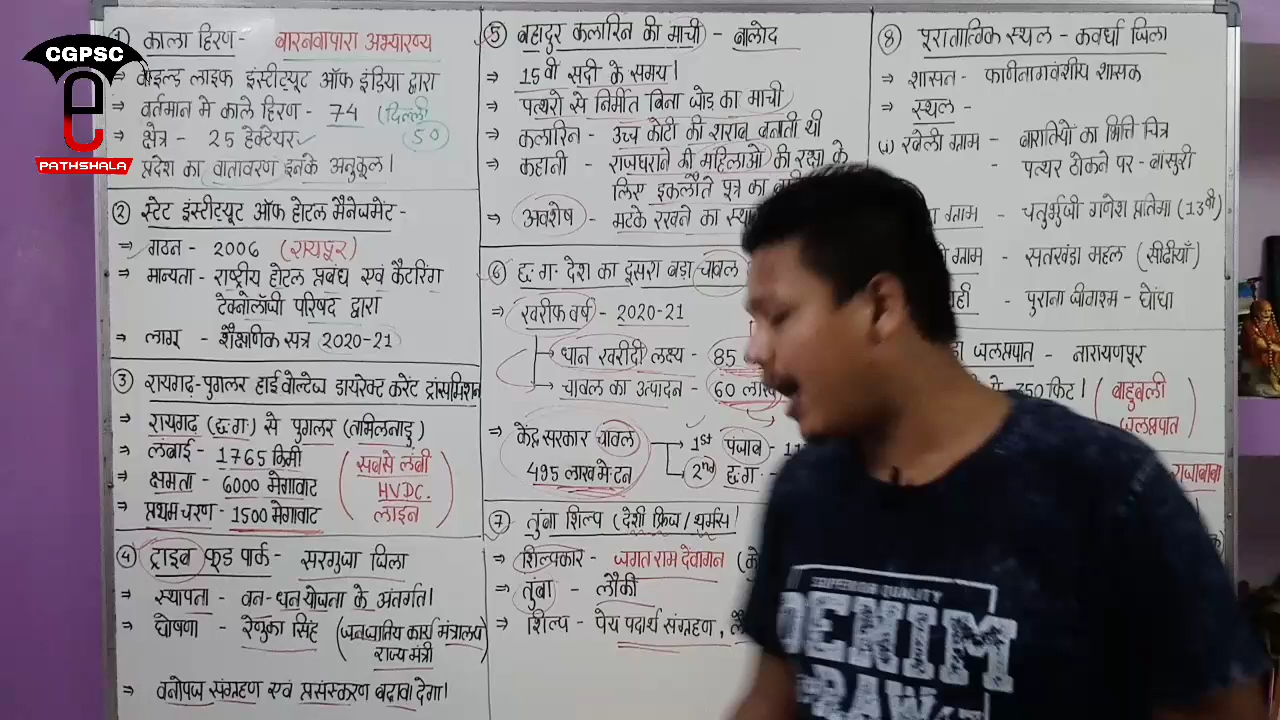 CGPSC
PATHSHALA
① काला हिरण - बारनवापारा अभ्यारण्य
⇒ वाइल्ड लाइफ इंस्टीट्यूट ऑफ इंडिया द्वारा
⇒ वर्तमान में काले हिरण - 74 (दिल्ली 50)
⇒ क्षेत्र - 25 हेक्टेयर
प्रदेश का वातावरण इनके अनुकूल।
② स्टेट इंस्टीट्यूट ऑफ होटल मैनेजमेंट -
⇒ गठन - 2006 (रायपुर)
⇒ मान्यता - राष्ट्रीय होटल प्रबंध एवं कैटरिंग
टेक्नोलॉजी परिषद द्वारा
⇒ लागू - शैक्षणिक सत्र 2020-21
③ रायगढ़-पुगलर हाई वोल्टेज डायरेक्ट करेंट ट्रांसमिशन
⇒ रायगढ़ (छ.ग.) से पुगलर (तमिलनाडु)
⇒ लंबाई - 1765 किमी
⇒ क्षमता - 6000 मेगावाट
⇒ प्रथम चरण - 1500 मेगावाट
(सबसे लंबी
HVDC.
लाइन)
④ ट्राइब फूड पार्क - सरगुजा जिला
⇒ स्थापना - वन-धन योजना के अंतर्गत।
⇒ घोषणा - रेणुका सिंह (जनजातिय कार्य मंत्रालय
राज्य मंत्री
⇒ वनोपज संग्रहण एवं प्रसंस्करण बढ़ावा देगा।
⑤ बहादुर कलारिन की माची - बालोद
⇒ 15वी सदी के समय।
⇒ पत्थरो से निर्मित बिना जोड़ का माची
⇒ कलारिन - उच्च कोटी की शराब बनाती थी
⇒ कहानी - राजघराने की महिलाओं की रक्षा के
लिए इकलौते पुत्र का
⇒ अवशेष - मटके रखने का
⑥ छ.ग. देश का दूसरा बड़ा चावल
⇒ खरीफ वर्ष - 2020-21
धान खरीदी लक्ष्य - 85
चावल का उत्पादन - 60 लाख
⇒ केंद्र सरकार चावल
495 लाख मे.टन
1st पंजाब -
2nd छ.ग. -
⑦ तुंबा शिल्प (देशी फ्रिज / थर्मस)
⇒ शिल्पकार - जगत राम देवांगन
⇒ तुंबा - लौकी
⇒ शिल्प - पेय पदार्थ संग्रहण,
⑧ पुरातात्विक स्थल - कवर्धा जिला
⇒ शासन - फणीनागवंशीय शासक
⇒ स्थल -
ग्राम - बारातियों का भित्ति चित्र
- पत्थर ठोकने पर - बांसुरी
ग्राम - चतुर्भुजी गणेश प्रतिमा (13वी)
ग्राम - सतखंडा महल (सीढीयाँ)
- पुराना जीवाश्म - घोंघा
जलप्रपात - नारायणपुर
350 फिट। (बाहुबली
जलप्रपात)
राजाबाबा
SUPERIOR QUALITY
DENIM
RAW